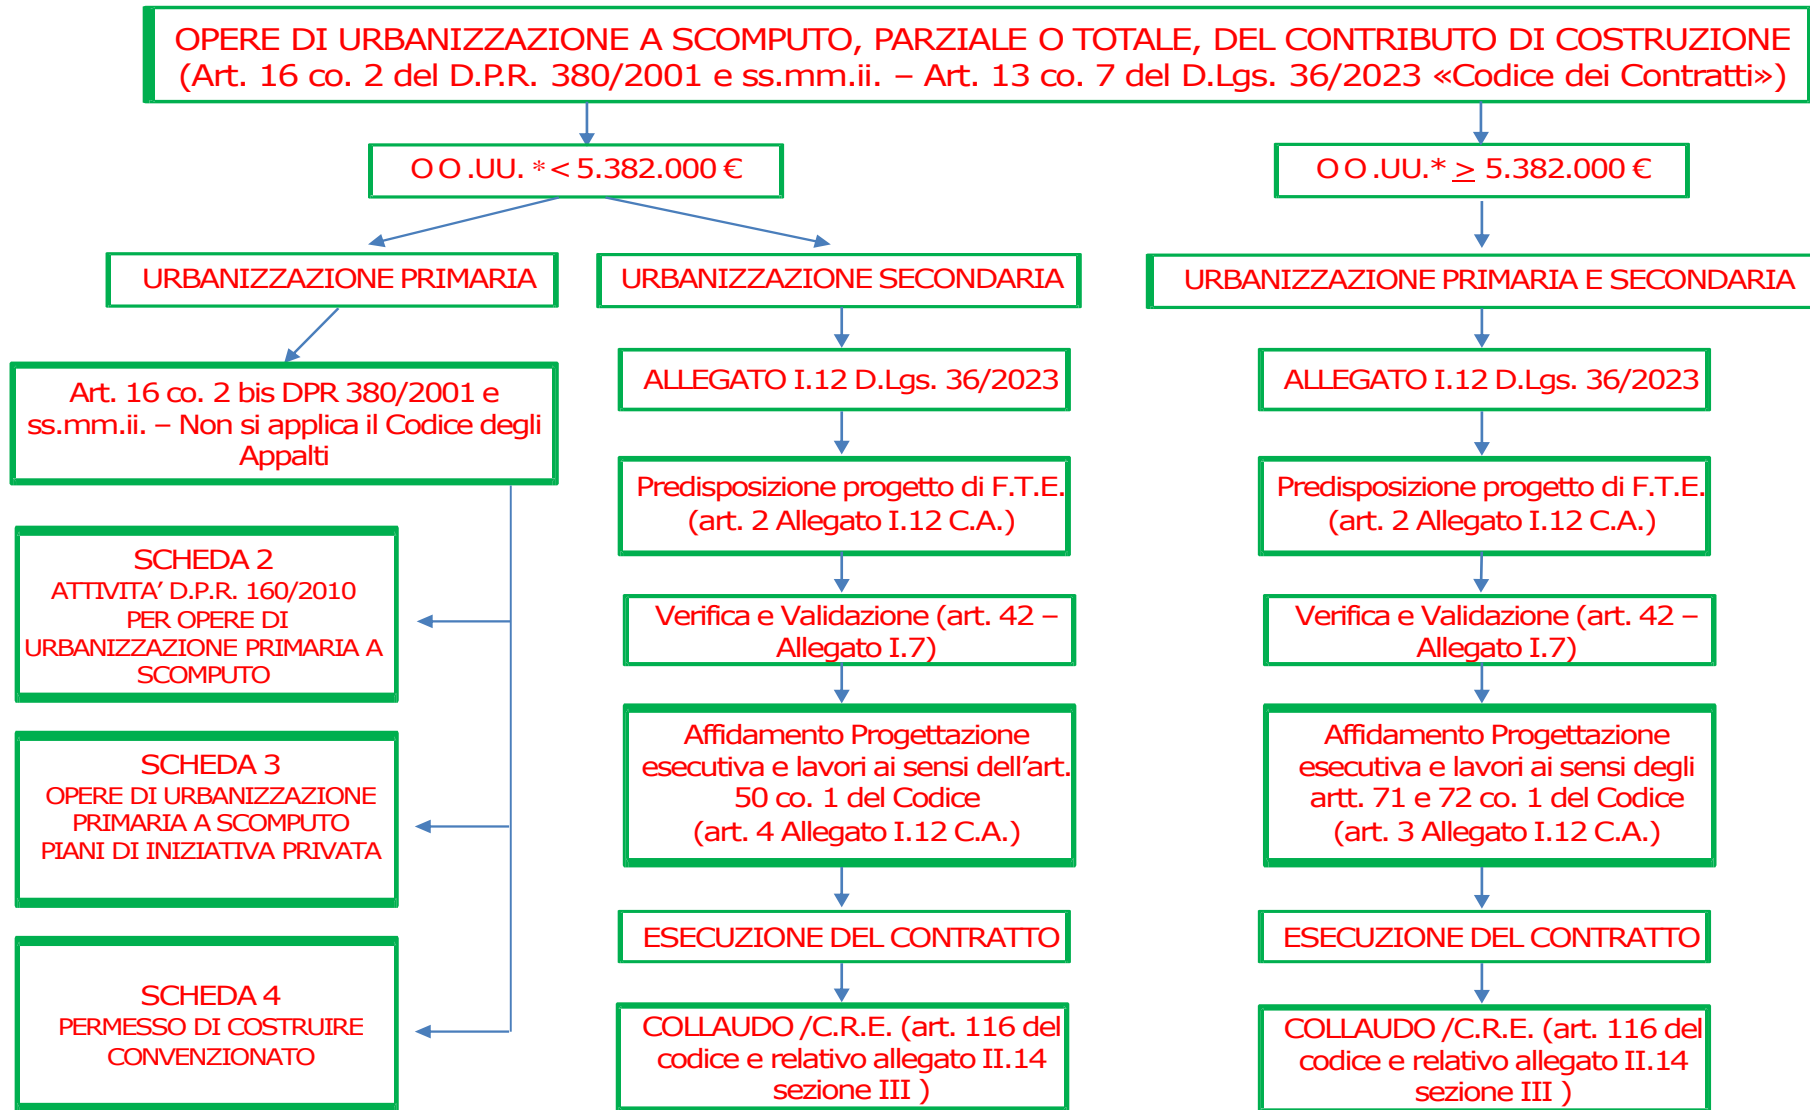 OPERE DI URBANIZZAZIONE A SCOMPUTO, PARZIALE O TOTALE, DEL CONTRIBUTO DI COSTRUZIONE
(Art. 16 co. 2 del D.P.R. 380/2001 e ss.mm.ii. – Art. 13 co. 7 del D.Lgs. 36/2023 «Codice dei Contratti»)
OO.UU. * < 5.382.000 €
OO.UU.* ≥ 5.382.000 €
URBANIZZAZIONE PRIMARIA
URBANIZZAZIONE SECONDARIA
URBANIZZAZIONE PRIMARIA E SECONDARIA
Art. 16 co. 2 bis DPR 380/2001 e
ss.mm.ii. – Non si applica il Codice degli
Appalti
SCHEDA 2
ATTIVITA’ D.P.R. 160/2010
PER OPERE DI
URBANIZZAZIONE PRIMARIA A
SCOMPUTO
SCHEDA 3
OPERE DI URBANIZZAZIONE
PRIMARIA A SCOMPUTO
PIANI DI INIZIATIVA PRIVATA
SCHEDA 4
PERMESSO DI COSTRUIRE
CONVENZIONATO
ALLEGATO I.12 D.Lgs. 36/2023
Predisposizione progetto di F.T.E.
(art. 2 Allegato I.12 C.A.)
Verifica e Validazione (art. 42 –
Allegato I.7)
Affidamento Progettazione
esecutiva e lavori ai sensi dell’art.
50 co. 1 del Codice
(art. 4 Allegato I.12 C.A.)
ESECUZIONE DEL CONTRATTO
COLLAUDO /C.R.E. (art. 116 del
codice e relativo allegato II.14
sezione III )
ALLEGATO I.12 D.Lgs. 36/2023
Predisposizione progetto di F.T.E.
(art. 2 Allegato I.12 C.A.)
Verifica e Validazione (art. 42 –
Allegato I.7)
Affidamento Progettazione
esecutiva e lavori ai sensi degli
artt. 71 e 72 co. 1 del Codice
(art. 3 Allegato I.12 C.A.)
ESECUZIONE DEL CONTRATTO
COLLAUDO /C.R.E. (art. 116 del
codice e relativo allegato II.14
sezione III )